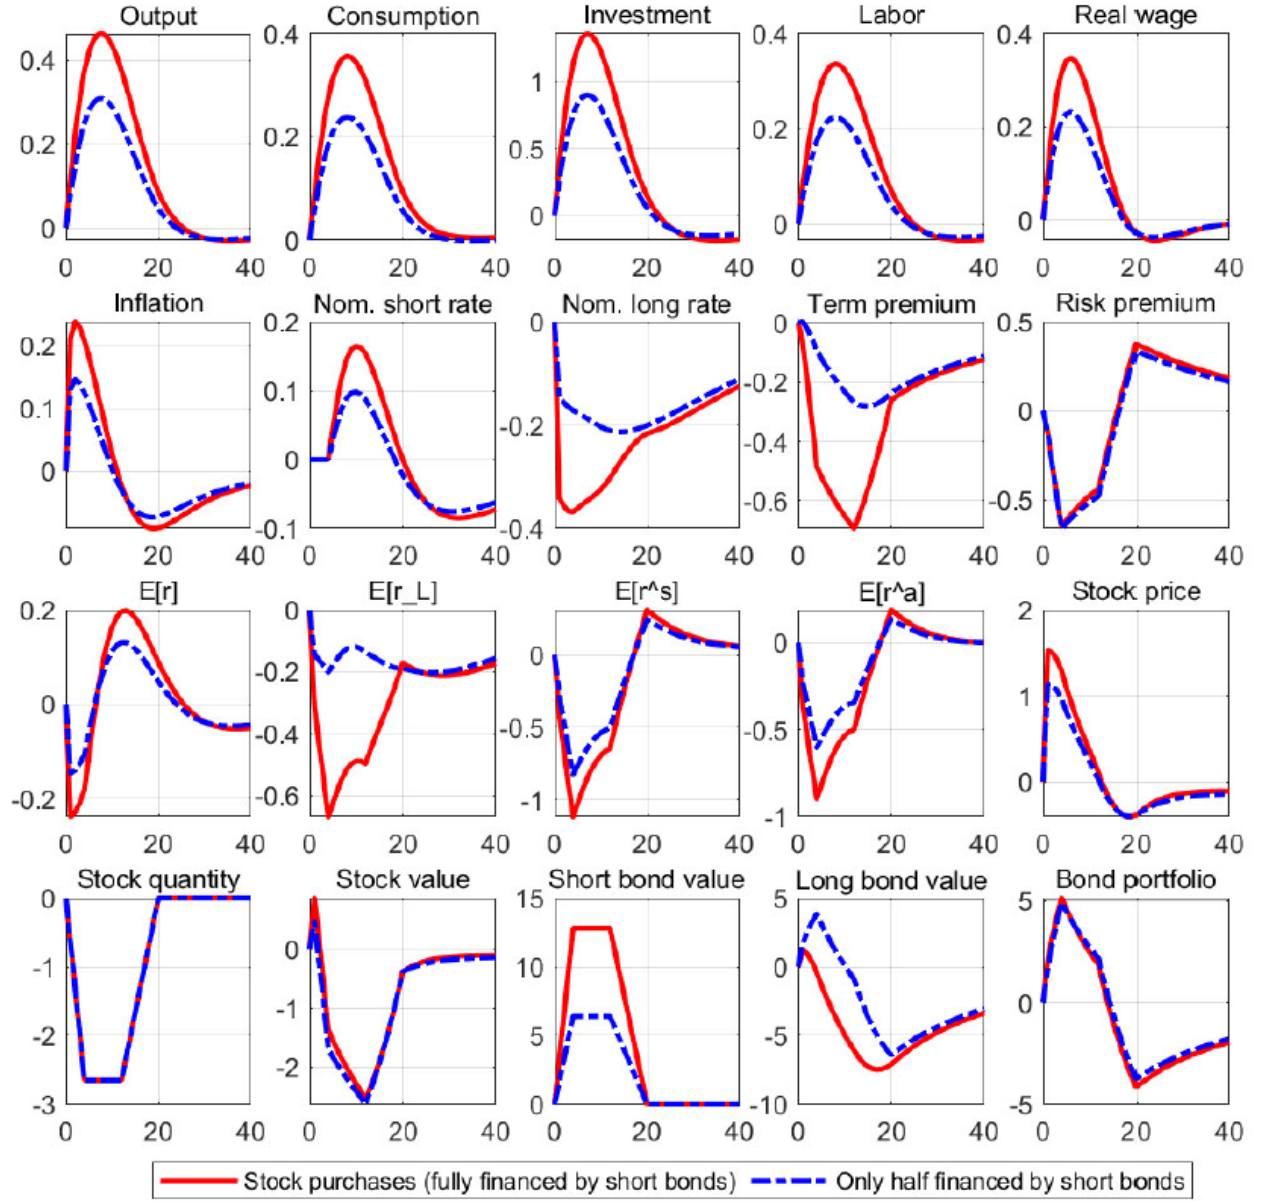 Output Consumption Investment Labor Real wage
0.4 0.2 0
0.4 0.2 0
1 0.5 0
0.4 0.2 0
0.4 0.2 0
0 20 40 0 20 40 0 20 40 0 20 40 0 20 40
Inflation Nom. short rate Nom. long rate Term premium Risk premium
0.2 0.1 0
0.2 0.1 0 -0.1
0 -0.2 -0.4
0 -0.2 -0.4 -0.6
0.5 0 -0.5
0 20 40 0 20 40 0 20 40 0 20 40 0 20 40
E[r] E[r_L] E[r^s] E[r^a] Stock price
0.2 0 -0.2
0 -0.2 -0.4 -0.6
0 -0.5 -1
0 -0.5 -1
2 1 0
0 20 40 0 20 40 0 20 40 0 20 40 0 20 40
Stock quantity Stock value Short bond value Long bond value Bond portfolio
0 -1 -2 -3
0 -1 -2
15 10 5 0
5 0 -5 -10
5 0 -5
0 20 40 0 20 40 0 20 40 0 20 40 0 20 40
Stock purchases (fully financed by short bonds) Only half financed by short bonds